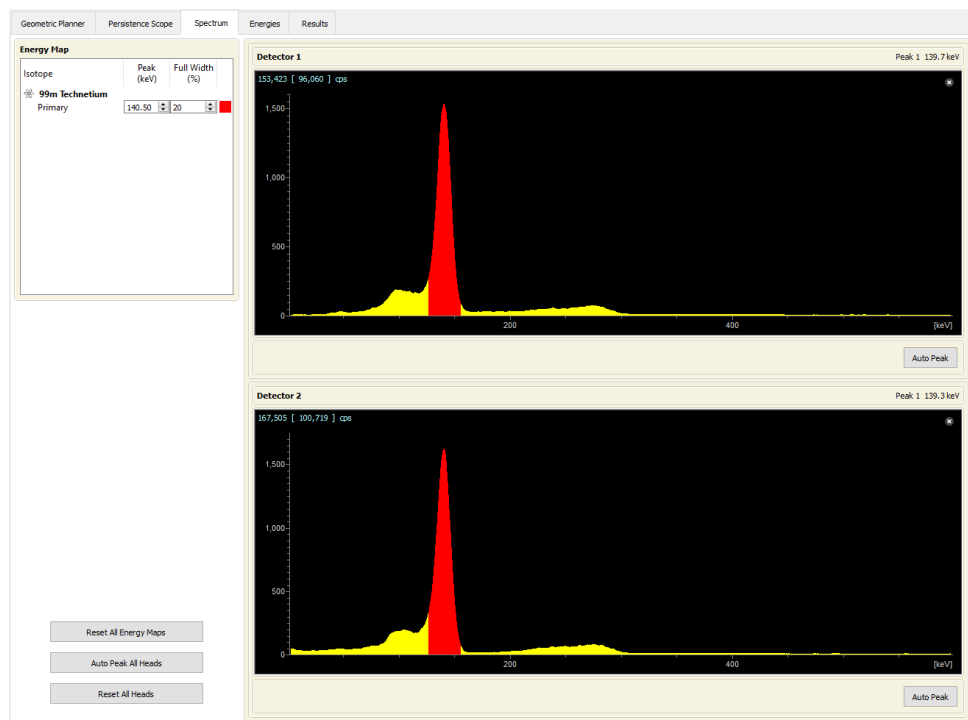 Geometric Planner Persistence Scope Spectrum Energies Results
Energy Map
Isotope Peak (keV) Full Width (%)
99m Technetium
Primary 140.50 20
Reset All Energy Maps
Auto Peak All Heads
Reset All Heads
Detector 1 Peak 1 139.7 keV
153,423 [ 96,060 ] cps
1,500
1,000
500
0
200 400 [keV]
Auto Peak
Detector 2 Peak 1 139.3 keV
167,505 [ 100,719 ] cps
1,500
1,000
500
0
200 400 [keV]
Auto Peak